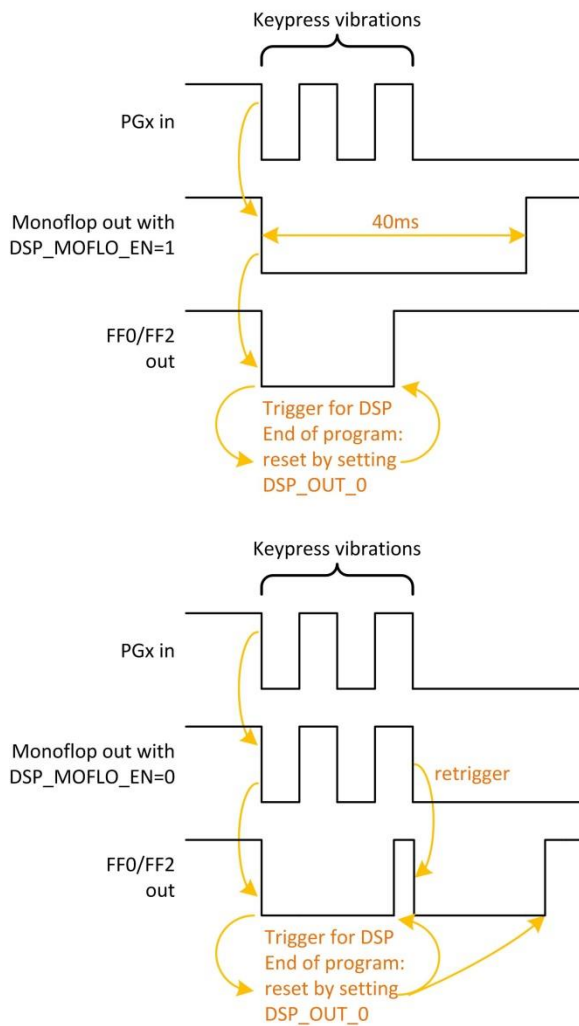 Keypress vibrations
PGx in
Monoflop out with
DSP_MOFLO_EN=1
40ms
FF0/FF2
out
Trigger for DSP
End of program:
reset by setting
DSP_OUT_0
Keypress vibrations
PGx in
Monoflop out with
DSP_MOFLO_EN=0
retrigger
FF0/FF2
out
Trigger for DSP
End of program:
reset by setting
DSP_OUT_0